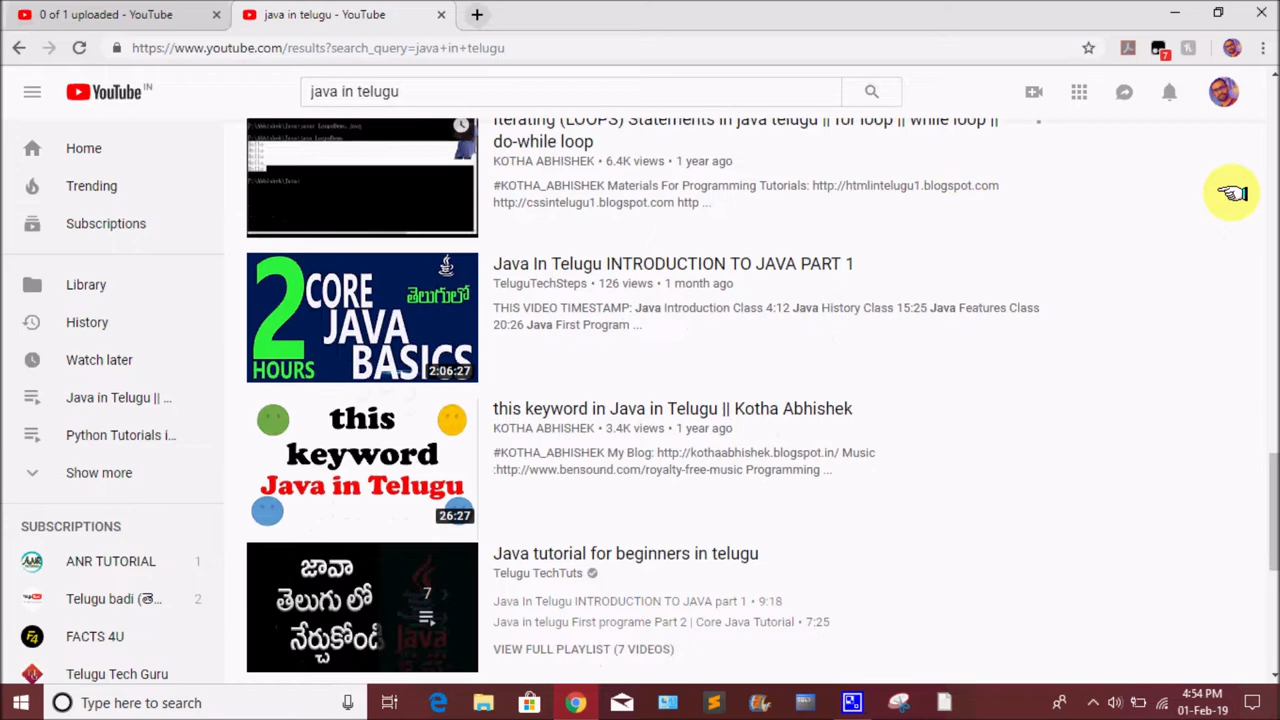 0 of 1 uploaded - YouTube
java in telugu - YouTube
https://www.youtube.com/results?search_query=java+in+telugu
7
YouTube IN
java in telugu
Home
Trending
Subscriptions
Library
History
Watch later
Java in Telugu || ...
Python Tutorials i...
Show more
SUBSCRIPTIONS
ANR TUTORIAL 1
Telugu badi (తె... 2
FACTS 4U
Telugu Tech Guru
Iterating (LOOPS) Statements in java telugu || for loop || while loop ||
do-while loop
KOTHA ABHISHEK • 6.4K views • 1 year ago
#KOTHA_ABHISHEK Materials For Programming Tutorials: http://htmlintelugu1.blogspot.com
http://cssintelugu1.blogspot.com http ...
2
HOURS
CORE
తెలుగులో
JAVA
BASICS
2:06:27
Java In Telugu INTRODUCTION TO JAVA PART 1
TeluguTechSteps • 126 views • 1 month ago
THIS VIDEO TIMESTAMP: Java Introduction Class 4:12 Java History Class 15:25 Java Features Class
20:26 Java First Program ...
this
keyword
Java in Telugu
26:27
this keyword in Java in Telugu || Kotha Abhishek
KOTHA ABHISHEK • 3.4K views • 1 year ago
#KOTHA_ABHISHEK My Blog: http://kothaabhishek.blogspot.in/ Music
:http://www.bensound.com/royalty-free-music Programming ...
జావా
తెలుగు లో
నేర్చుకోండి
7
Java tutorial for beginners in telugu
Telugu TechTuts
Java In Telugu INTRODUCTION TO JAVA part 1 • 9:18
Java in telugu First programe Part 2 | Core Java Tutorial • 7:25
VIEW FULL PLAYLIST (7 VIDEOS)
Type here to search
4:54 PM
01-Feb-19